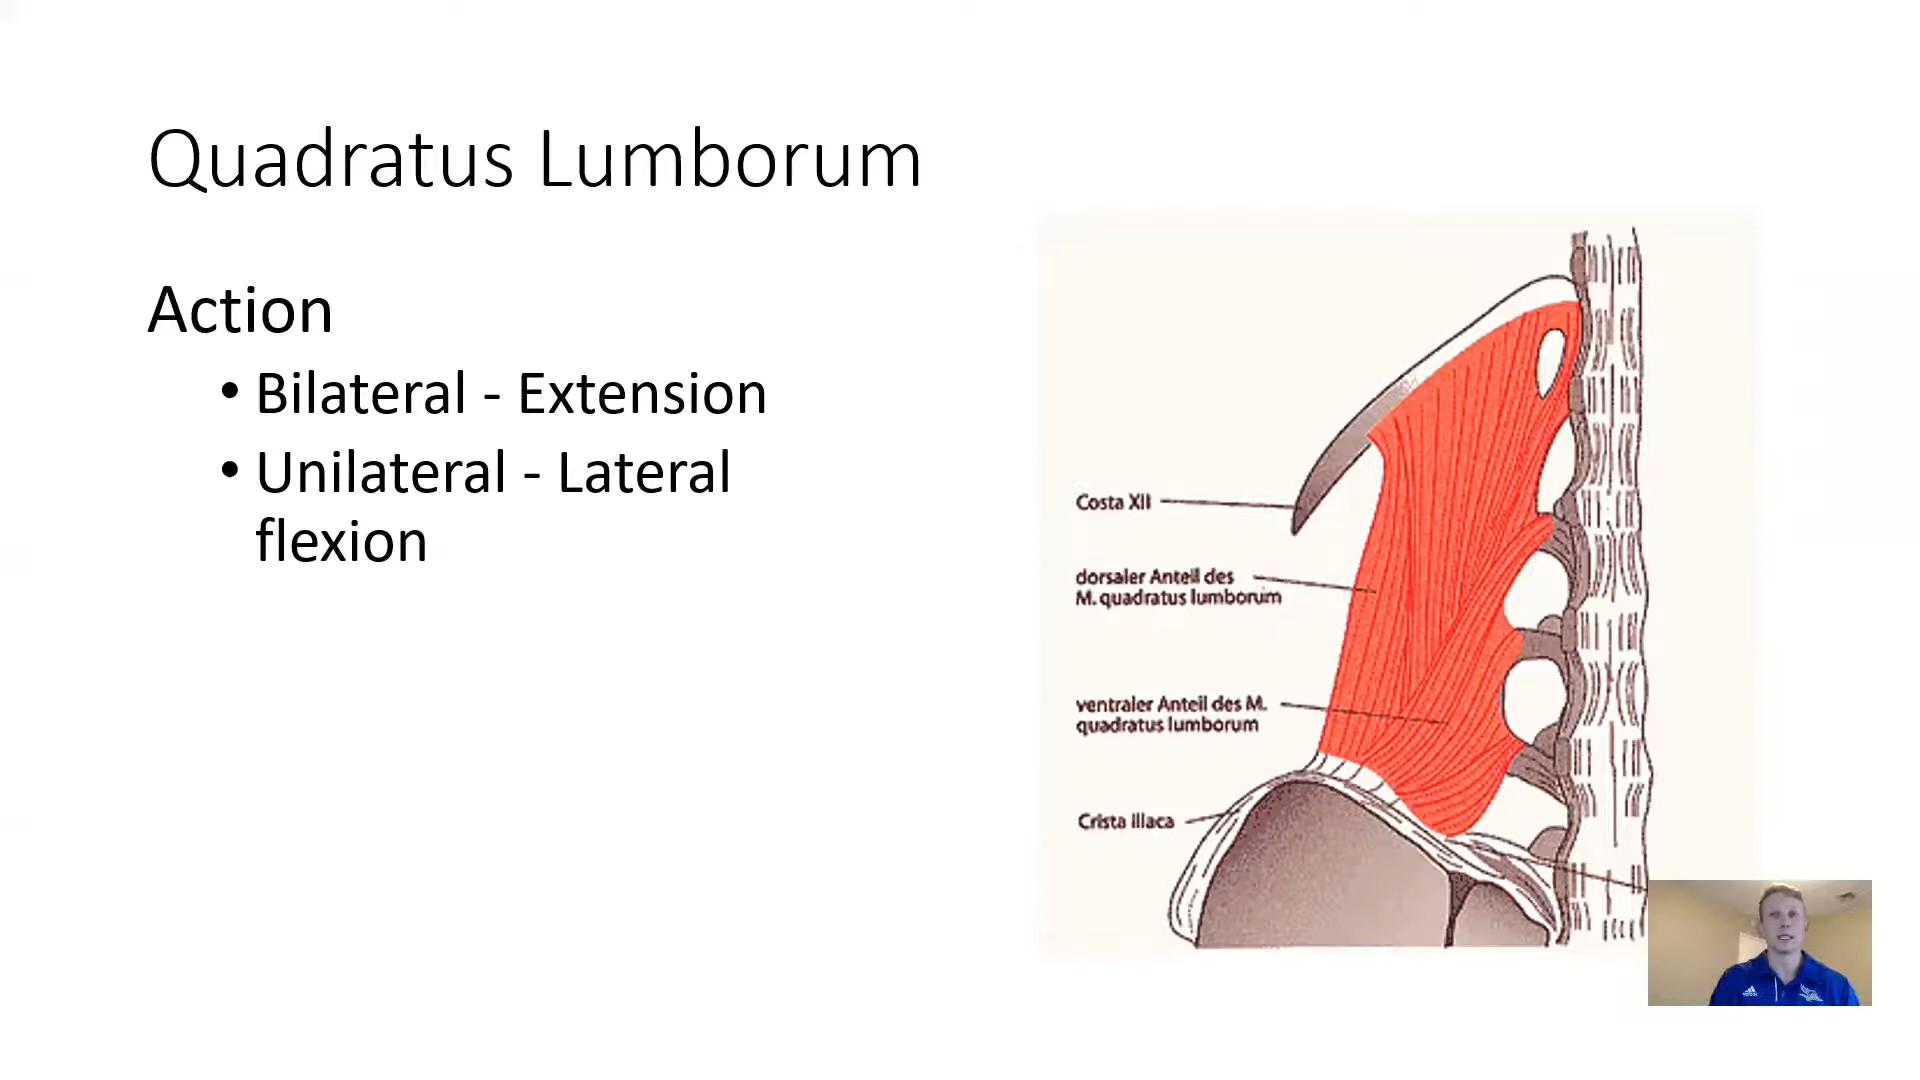 Quadratus Lumborum
Action
• Bilateral - Extension
• Unilateral - Lateral
flexion
Costa XII
dorsaler Anteil des
M. quadratus lumborum
ventraler Anteil des M.
quadratus lumborum
Crista iliaca